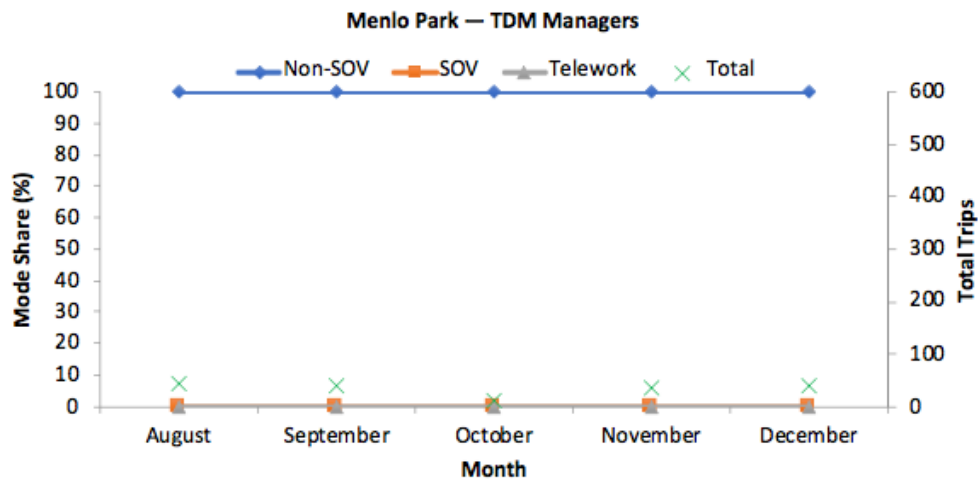 Menlo Park — TDM Managers
Non-SOV SOV Telework Total
100 600
90
80 500
70 400
60
50 300
40
30 200
20 100
10
0 0
Mode Share (%)
Total Trips
August September October November December
Month